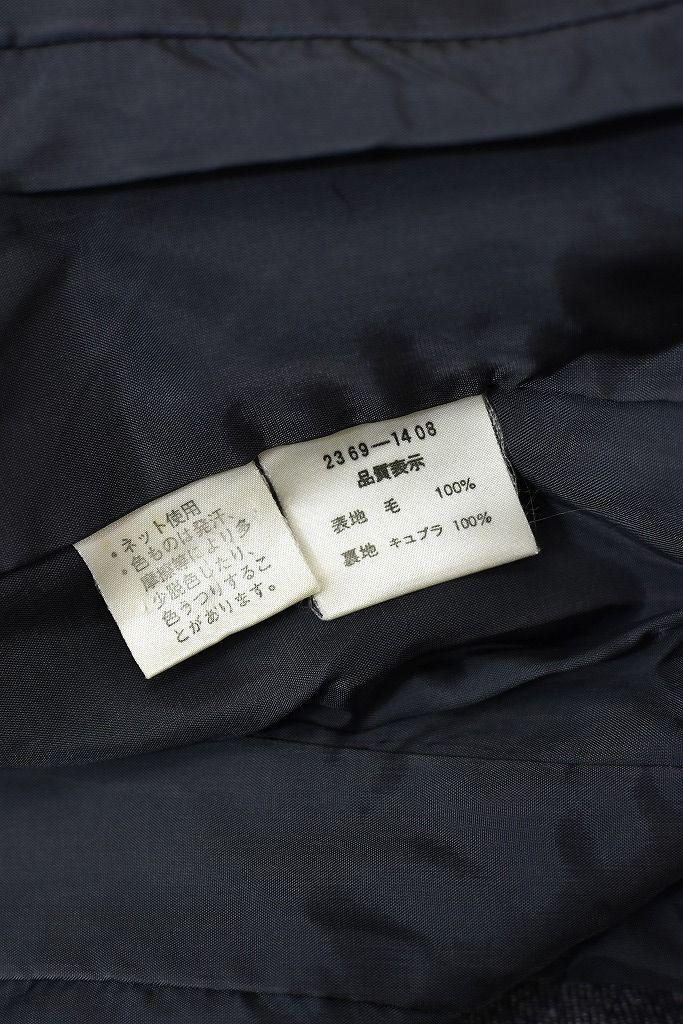 ・ネット使用
・色ものは発汗、
摩擦等により多
少脱色じたり、
色うつりするこ
とがあります。
2369—1408
品質表示
表地 毛 100%
裏地 キュプラ 100%